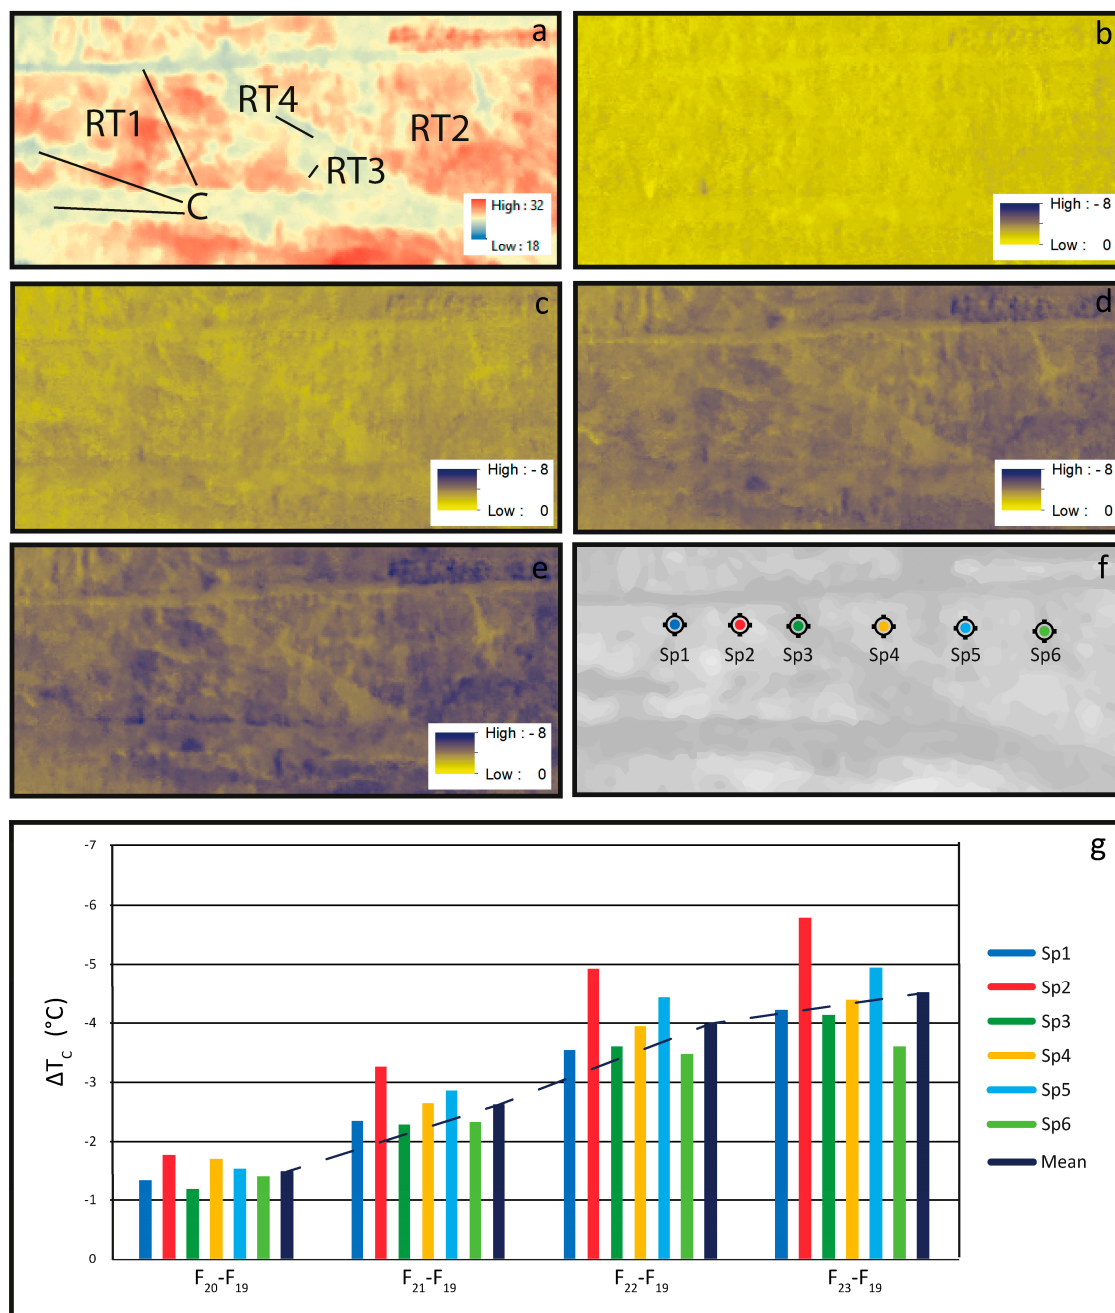 a
RT1
RT4
RT2
RT3
C
High : 32
Low : 18
b
High : - 8
Low : 0
c
High : - 8
Low : 0
d
High : - 8
Low : 0
e
High : - 8
Low : 0
f
Sp1 Sp2 Sp3 Sp4 Sp5 Sp6
g
ΔT_C (°C)
-7
-6
-5
-4
-3
-2
-1
0
F₂₀-F₁₉ F₂₁-F₁₉ F₂₂-F₁₉ F₂₃-F₁₉
Sp1
Sp2
Sp3
Sp4
Sp5
Sp6
Mean